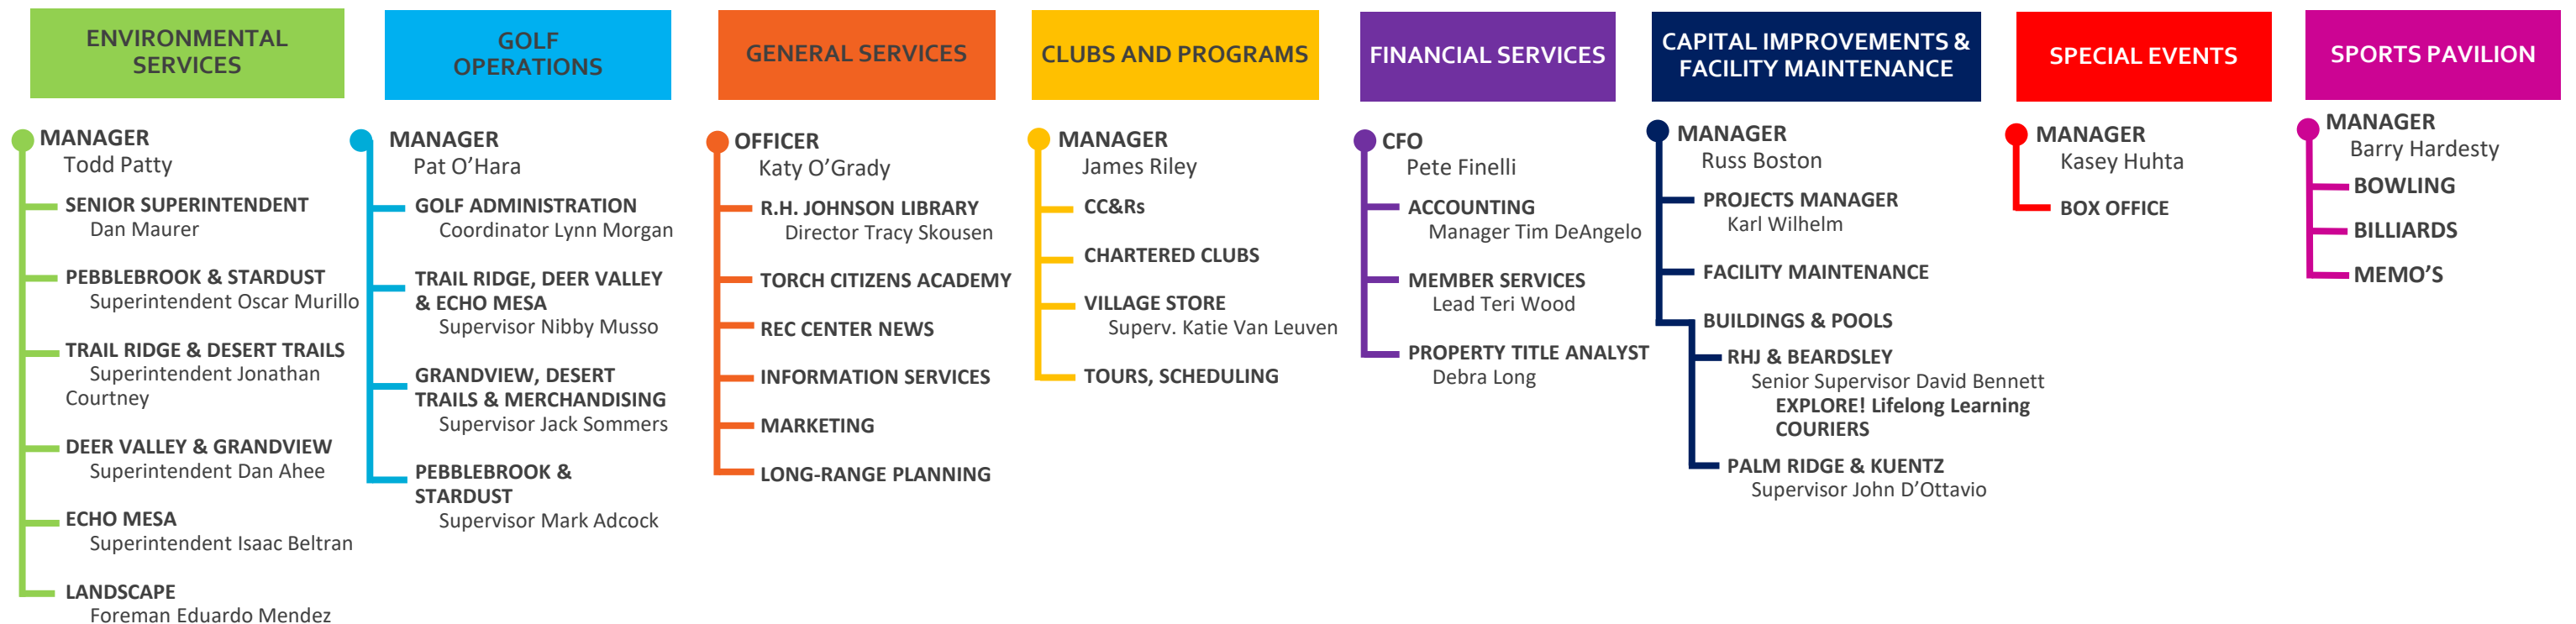 ENVIRONMENTAL
SERVICES
MANAGER
Todd Patty
SENIOR SUPERINTENDENT
Dan Maurer
PEBBLEBROOK & STARDUST
Superintendent Oscar Murillo
TRAIL RIDGE & DESERT TRAILS
Superintendent Jonathan
Courtney
DEER VALLEY & GRANDVIEW
Superintendent Dan Ahee
ECHO MESA
Superintendent Isaac Beltran
LANDSCAPE
Foreman Eduardo Mendez
GOLF
OPERATIONS
MANAGER
Pat O’Hara
GOLF ADMINISTRATION
Coordinator Lynn Morgan
TRAIL RIDGE, DEER VALLEY
& ECHO MESA
Supervisor Nibby Musso
GRANDVIEW, DESERT
TRAILS & MERCHANDISING
Supervisor Jack Sommers
PEBBLEBROOK &
STARDUST
Supervisor Mark Adcock
GENERAL SERVICES
OFFICER
Katy O’Grady
R.H. JOHNSON LIBRARY
Director Tracy Skousen
TORCH CITIZENS ACADEMY
REC CENTER NEWS
INFORMATION SERVICES
MARKETING
LONG-RANGE PLANNING
CLUBS AND PROGRAMS
MANAGER
James Riley
CC&Rs
CHARTERED CLUBS
VILLAGE STORE
Superv. Katie Van Leuven
TOURS, SCHEDULING
FINANCIAL SERVICES
CFO
Pete Finelli
ACCOUNTING
Manager Tim DeAngelo
MEMBER SERVICES
Lead Teri Wood
PROPERTY TITLE ANALYST
Debra Long
CAPITAL IMPROVEMENTS &
FACILITY MAINTENANCE
MANAGER
Russ Boston
PROJECTS MANAGER
Karl Wilhelm
FACILITY MAINTENANCE
BUILDINGS & POOLS
RHJ & BEARDSLEY
Senior Supervisor David Bennett
EXPLORE! Lifelong Learning
COURIERS
PALM RIDGE & KUENTZ
Supervisor John D’Ottavio
SPECIAL EVENTS
MANAGER
Kasey Huhta
BOX OFFICE
SPORTS PAVILION
MANAGER
Barry Hardesty
BOWLING
BILLIARDS
MEMO’S